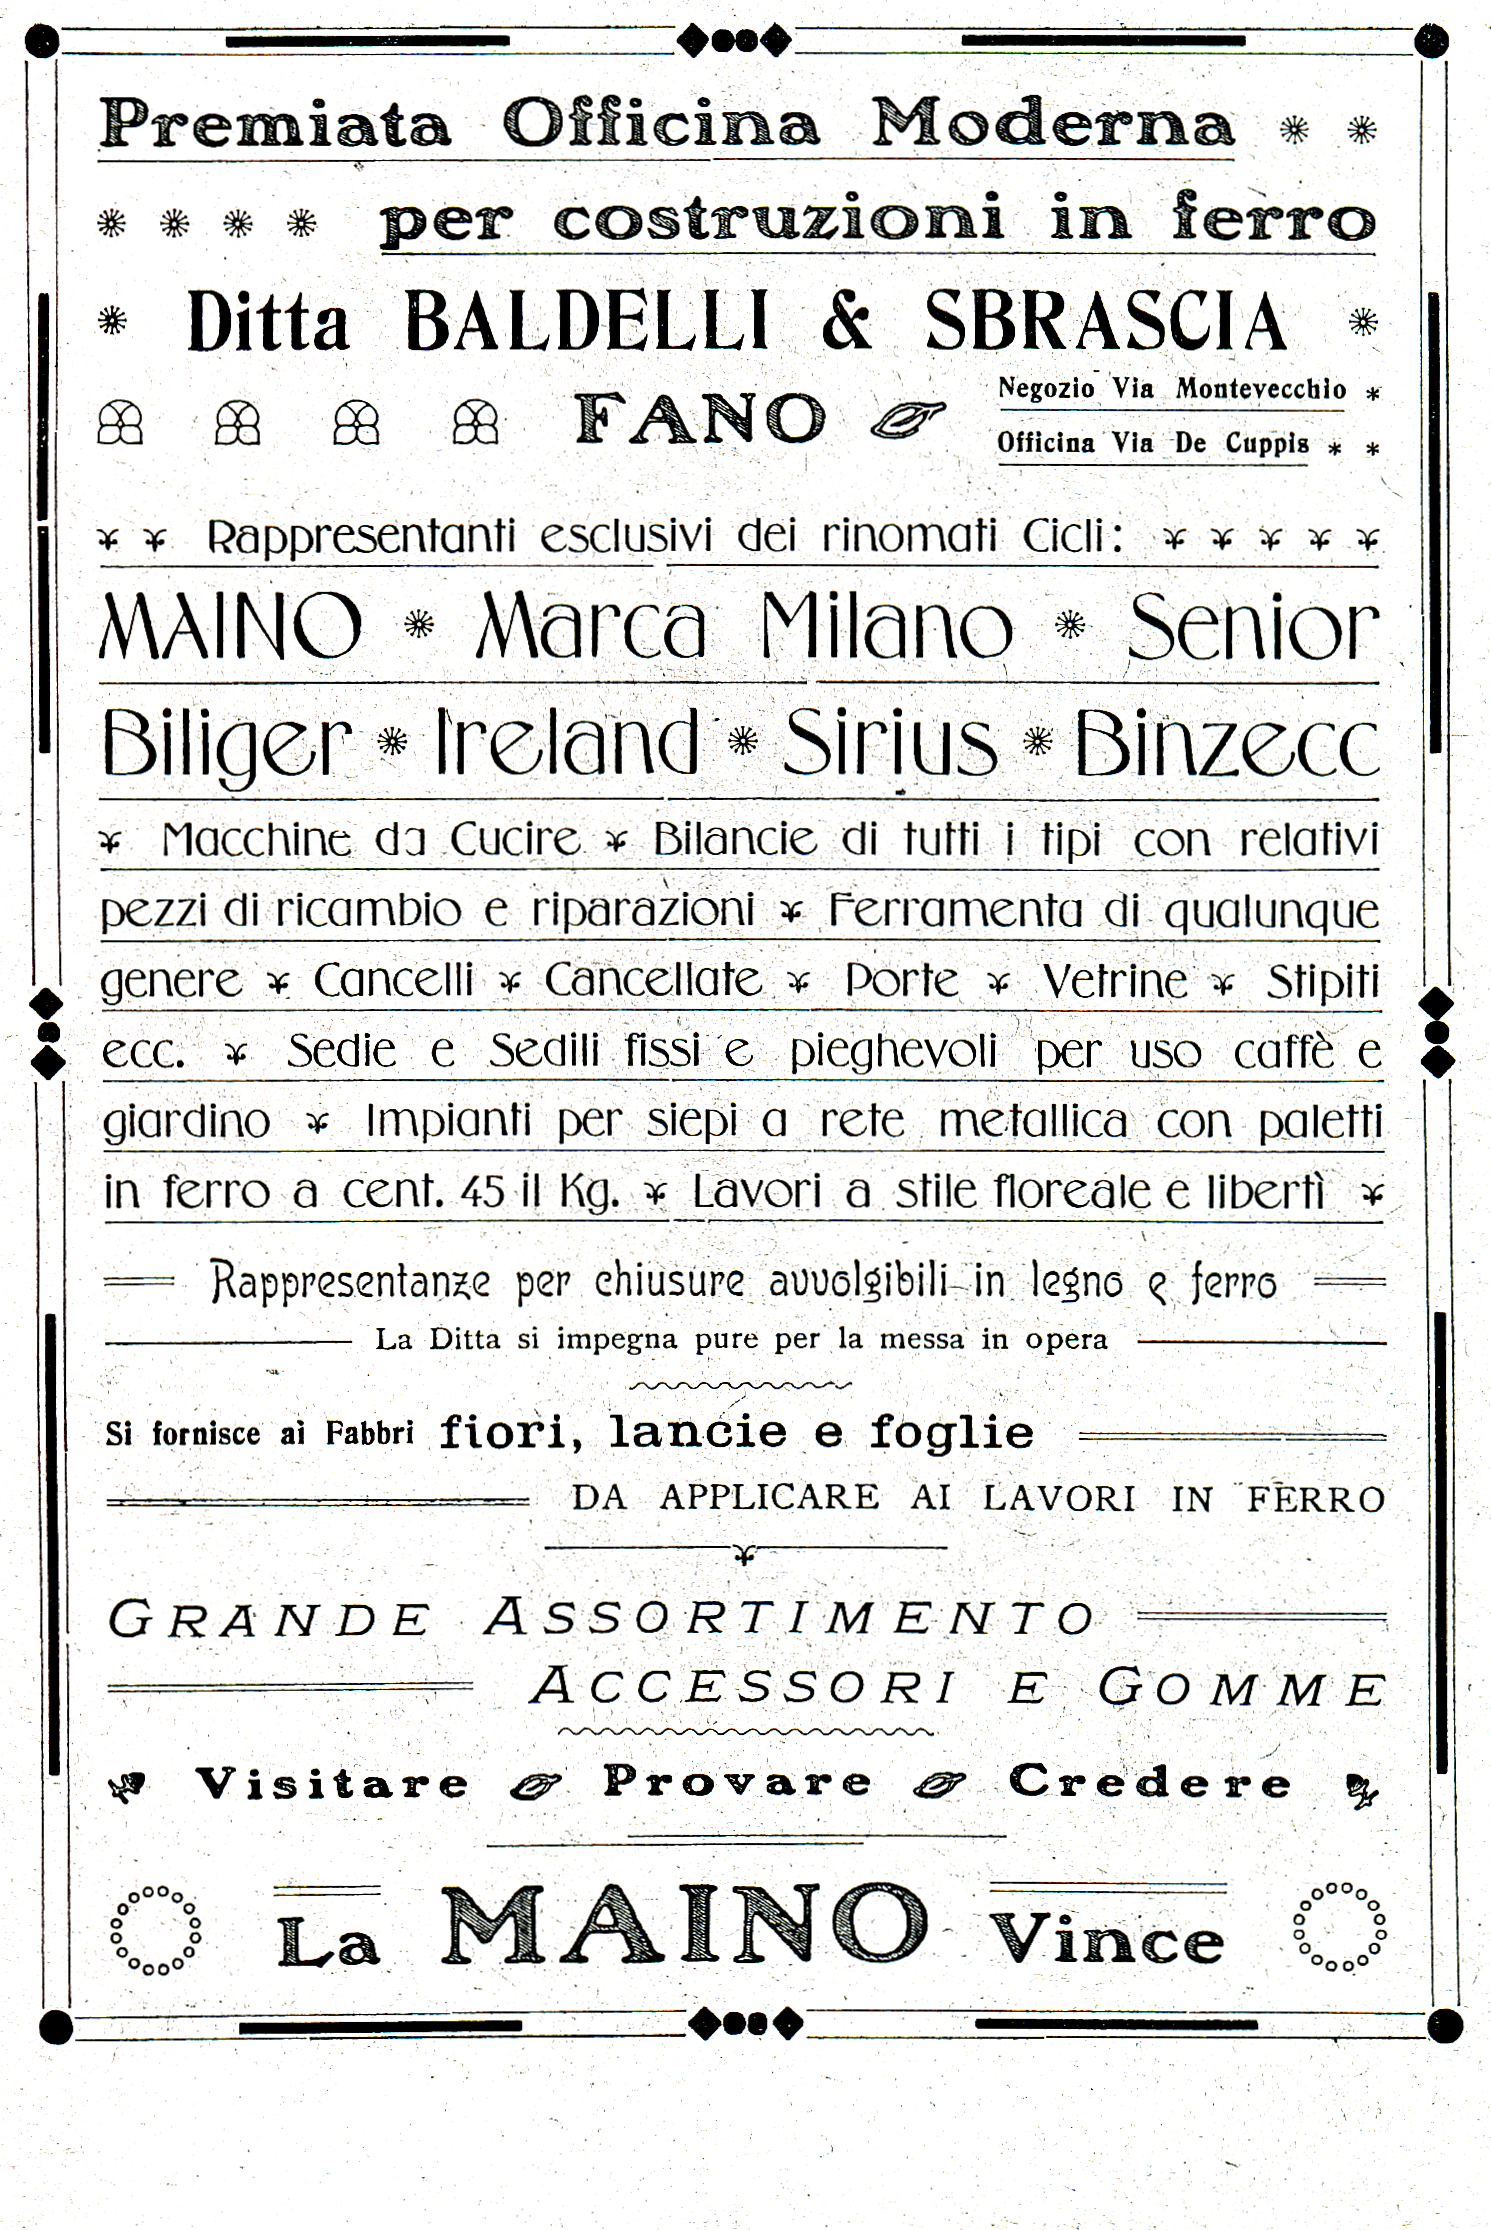 Premiata Officina Moderna
per costruzioni in ferro
Ditta BALDELLI & SBRASCIA
FANO
Negozio Via Montevecchio *
Officina Via De Cuppis * *
Rappresentanti esclusivi dei rinomati Cicli:
MAINO * Marca Milano * Senior
Biliger * Ireland * Sirius * Binzecc
Macchine da Cucire Bilancie di tutti i tipi con relativi
pezzi di ricambio e riparazioni Ferramenta di qualunque
genere Cancelli Cancellate Porte Vetrine Stipiti
ecc. Sedie e Sedili fissi e pieghevoli per uso caffè e
giardino Impianti per siepi a rete metallica con paletti
in ferro a cent. 45 il Kg. Lavori a stile floreale e libertì
Rappresentanze per chiusure avvolgibili in legno e ferro
La Ditta si impegna pure per la messa in opera
Si fornisce ai Fabbri fiori, lancie e foglie
DA APPLICARE AI LAVORI IN FERRO
GRANDE ASSORTIMENTO
ACCESSORI E GOMME
Visitare Provare Credere
La MAINO Vince